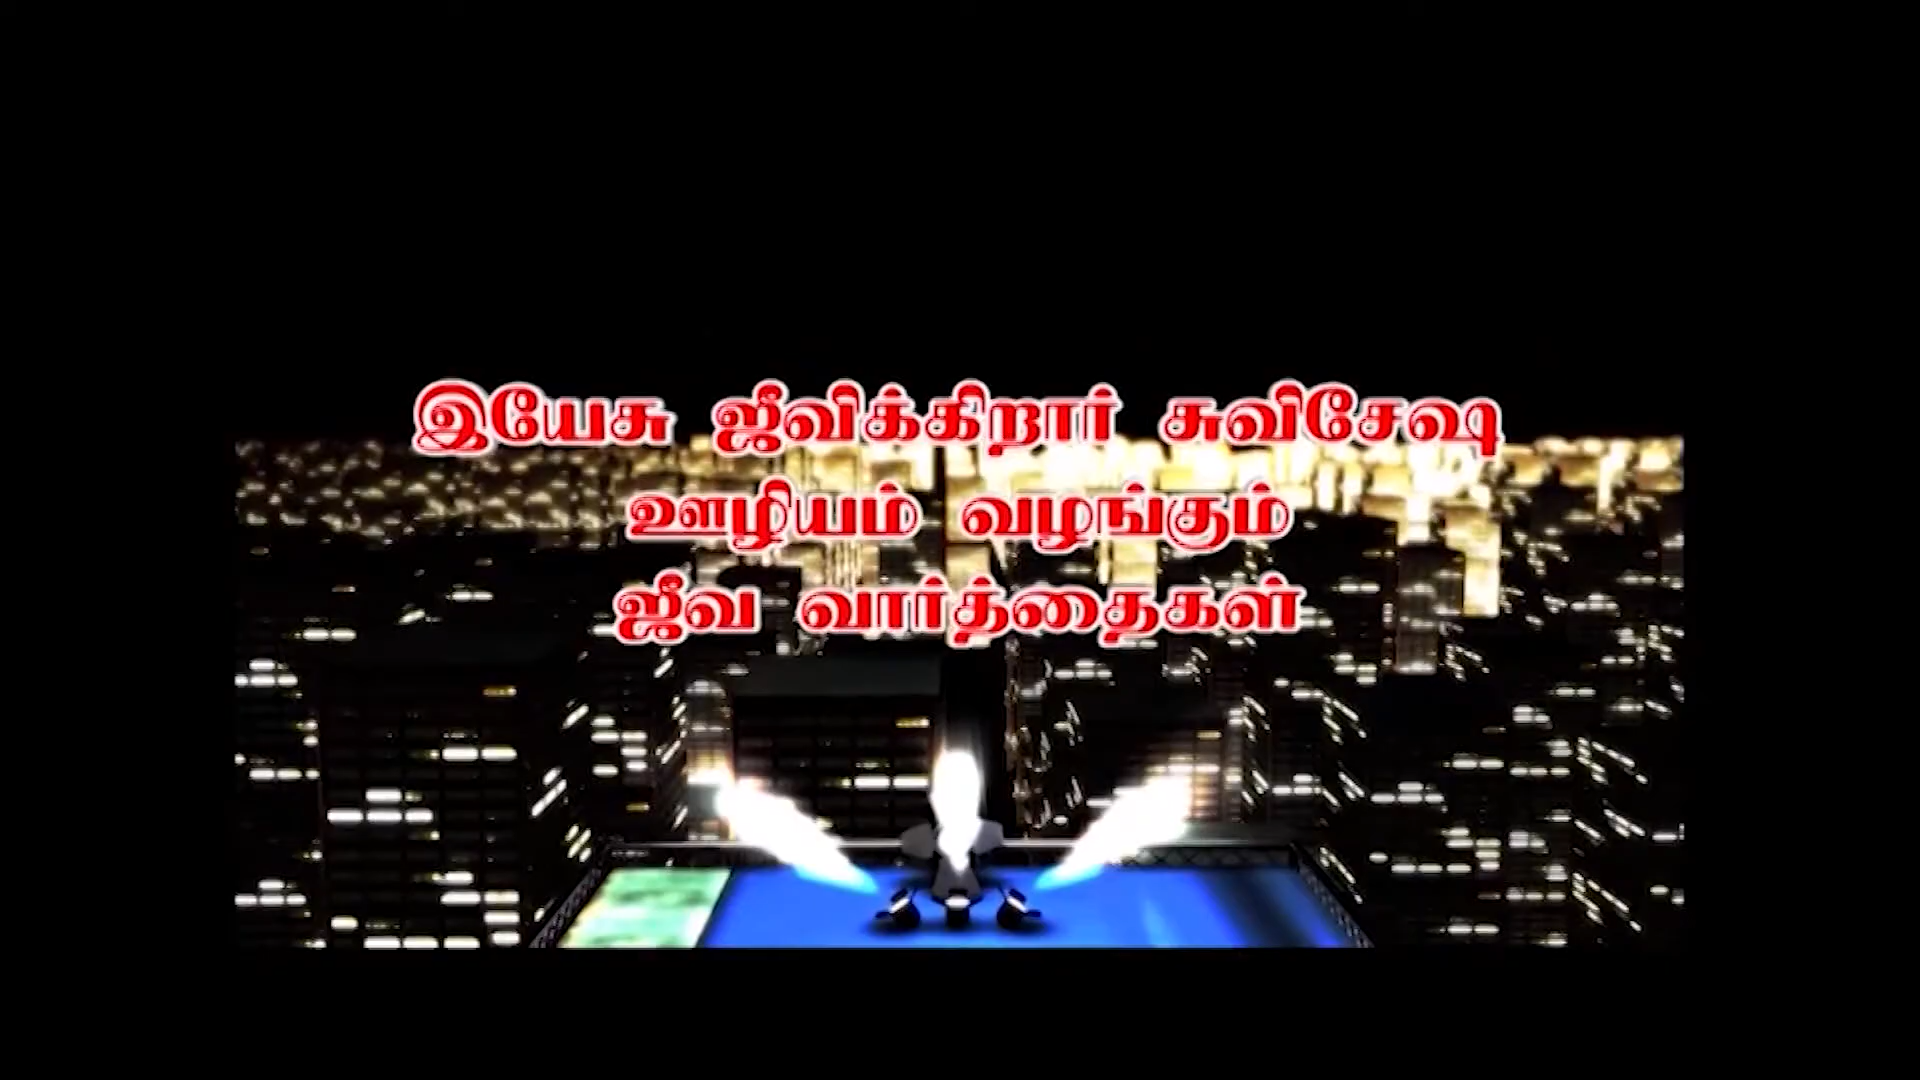 இயேசு ஜீவிக்கிறார் சுவிசேஷ
ஊழியம் வழங்கும்
ஜீவ வார்த்தைகள்